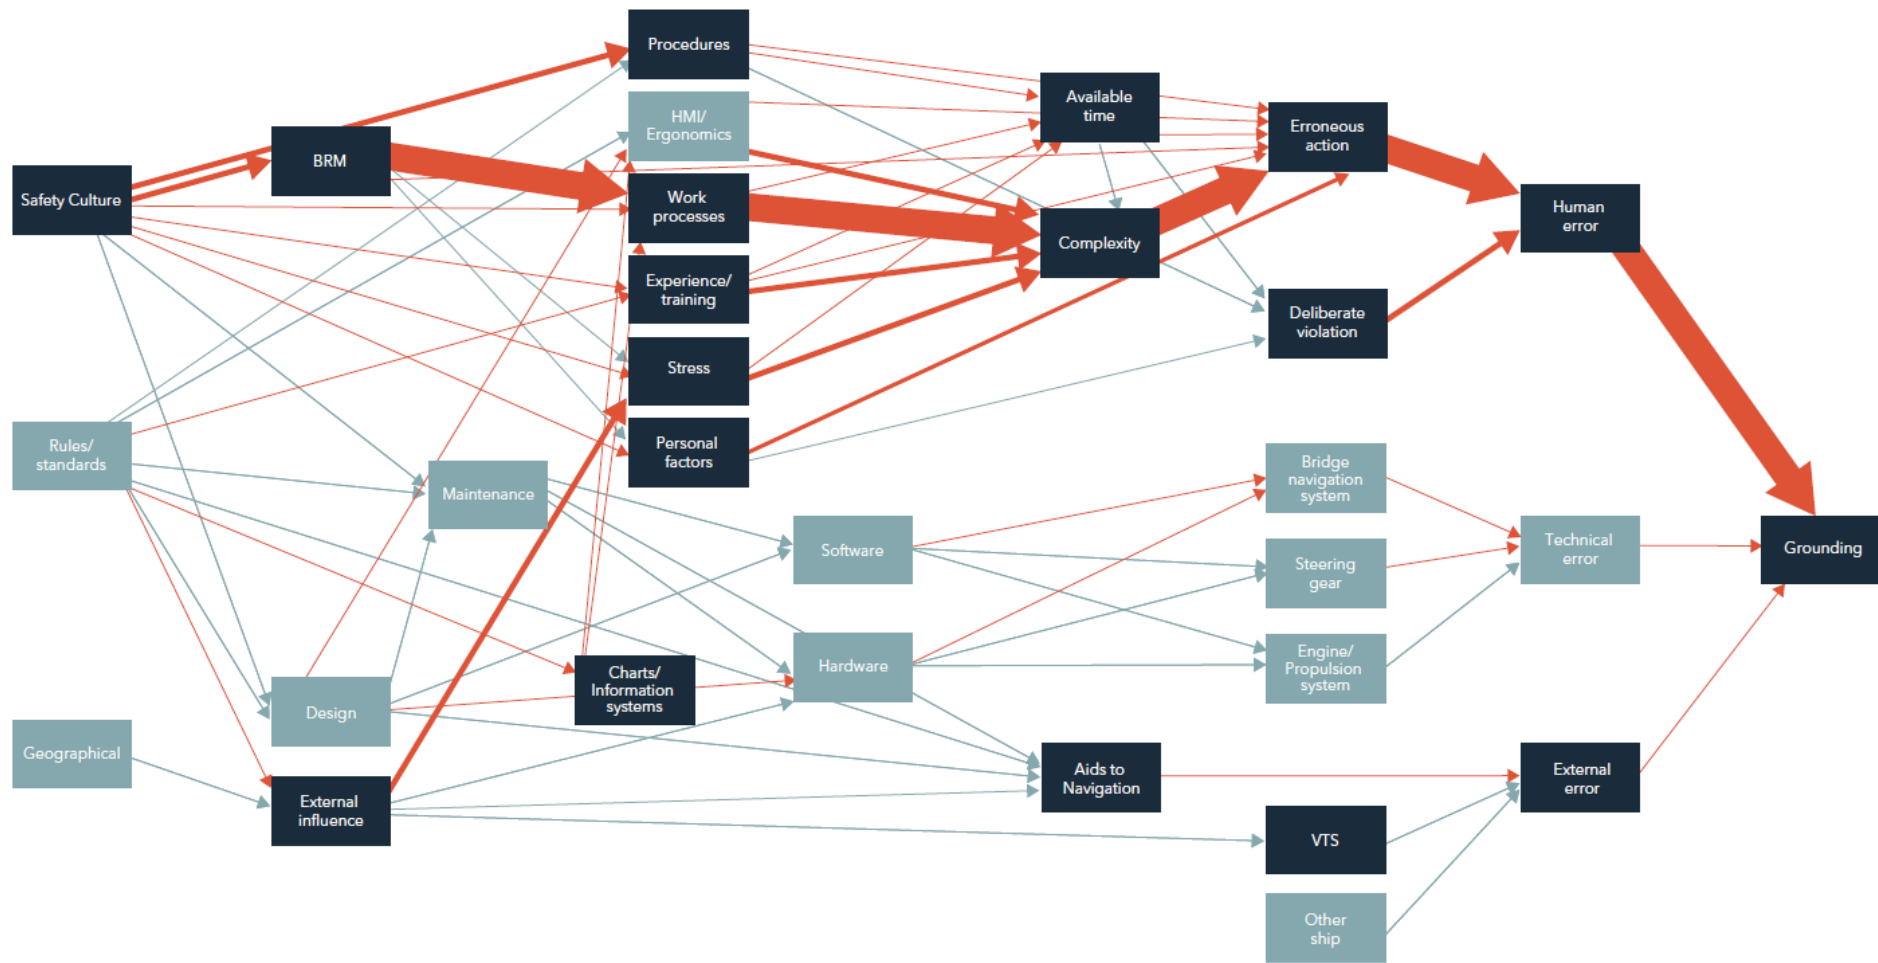 Procedures
HMI/
Ergonomics
Available
time
Erroneous
action
BRM
Safety Culture
Work
processes
Human
error
Complexity
Experience/
training
Deliberate
violation
Stress
Rules/
standards
Personal
factors
Maintenance
Bridge
navigation
system
Software
Technical
error
Grounding
Steering
gear
Hardware
Engine/
Propulsion
system
Charts/
Information
systems
Design
Geographical
Aids to
Navigation
External
error
External
influence
VTS
Other
ship